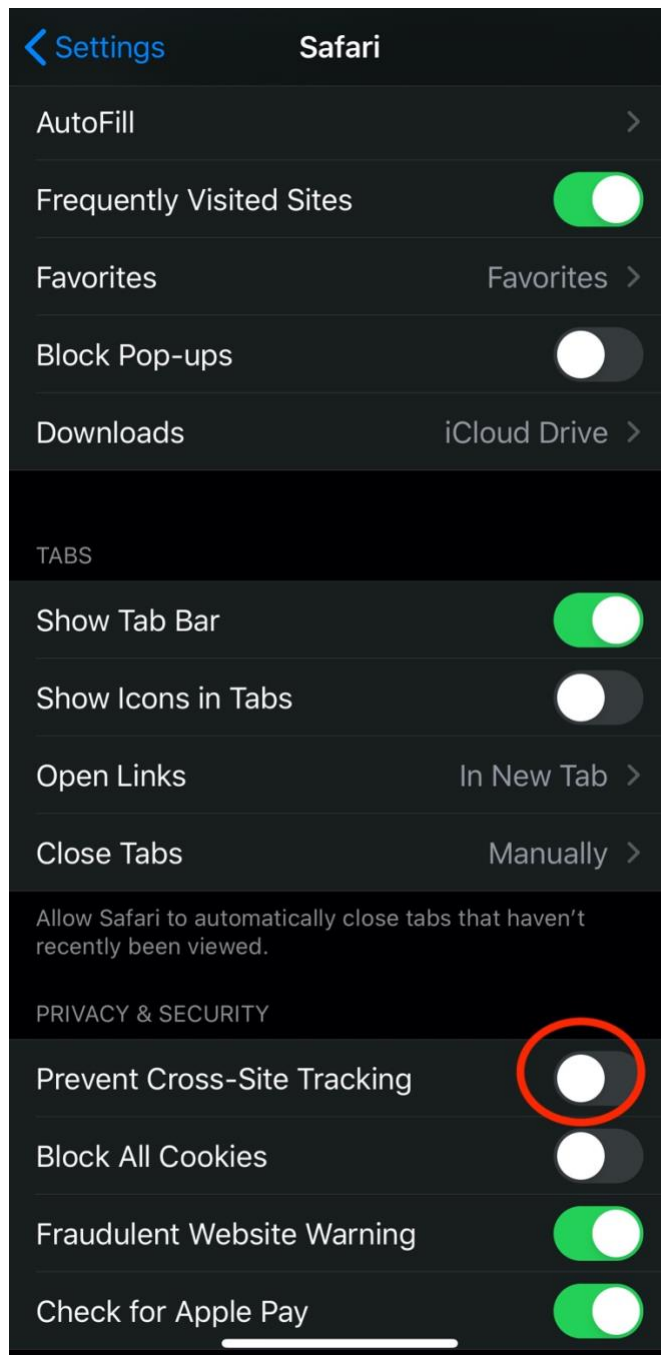 Settings
Safari
AutoFill
Frequently Visited Sites
Favorites Favorites
Block Pop-ups
Downloads iCloud Drive
TABS
Show Tab Bar
Show Icons in Tabs
Open Links In New Tab
Close Tabs Manually
Allow Safari to automatically close tabs that haven’t
recently been viewed.
PRIVACY & SECURITY
Prevent Cross-Site Tracking
Block All Cookies
Fraudulent Website Warning
Check for Apple Pay